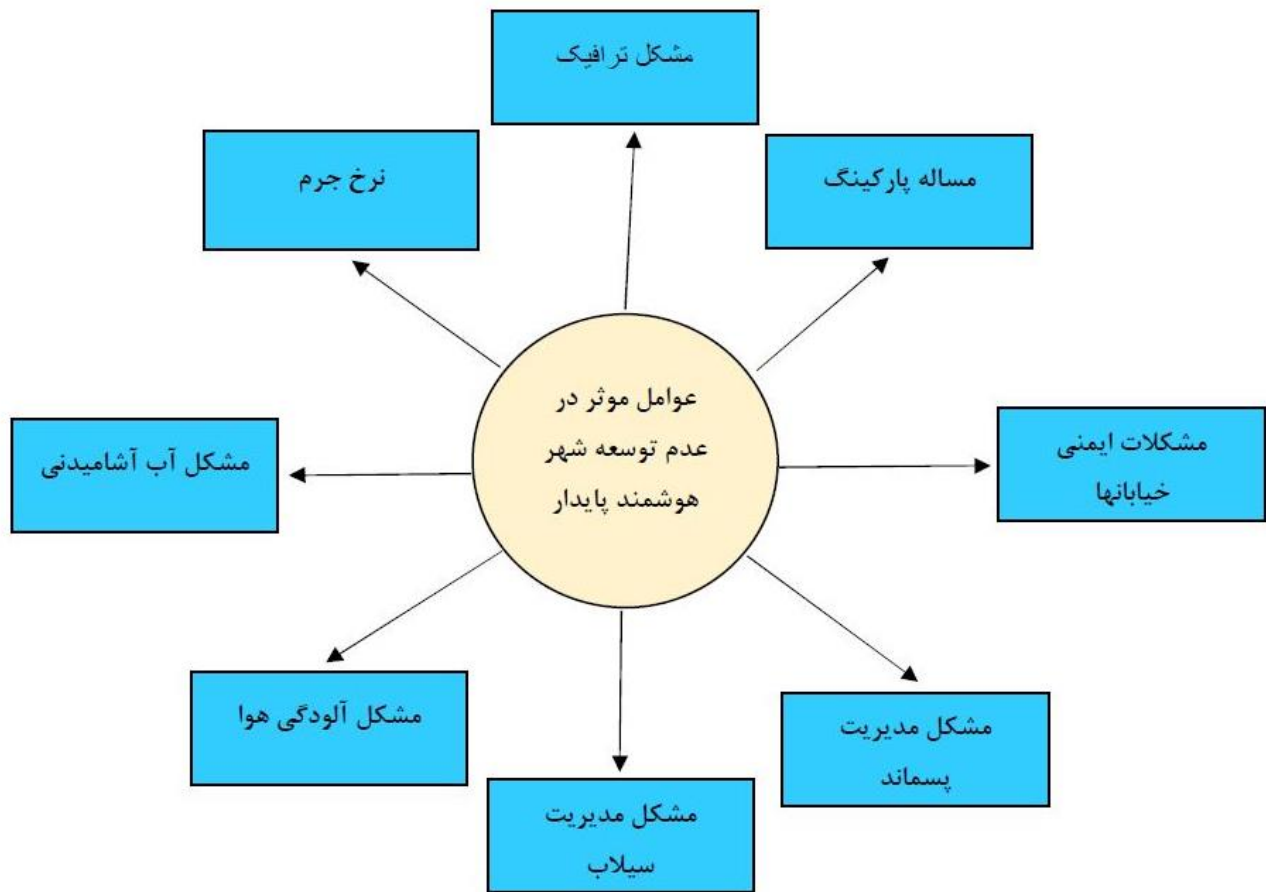 مشکل ترافیک
نرخ جرم
مساله پارکینگ
عوامل موثر در
عدم توسعه شهر
هوشمند پایدار
مشکل آب آشامیدنی
مشکلات ایمنی
خیابانها
مشکل آلودگی هوا
مشکل مدیریت
پسماند
مشکل مدیریت
سیلاب